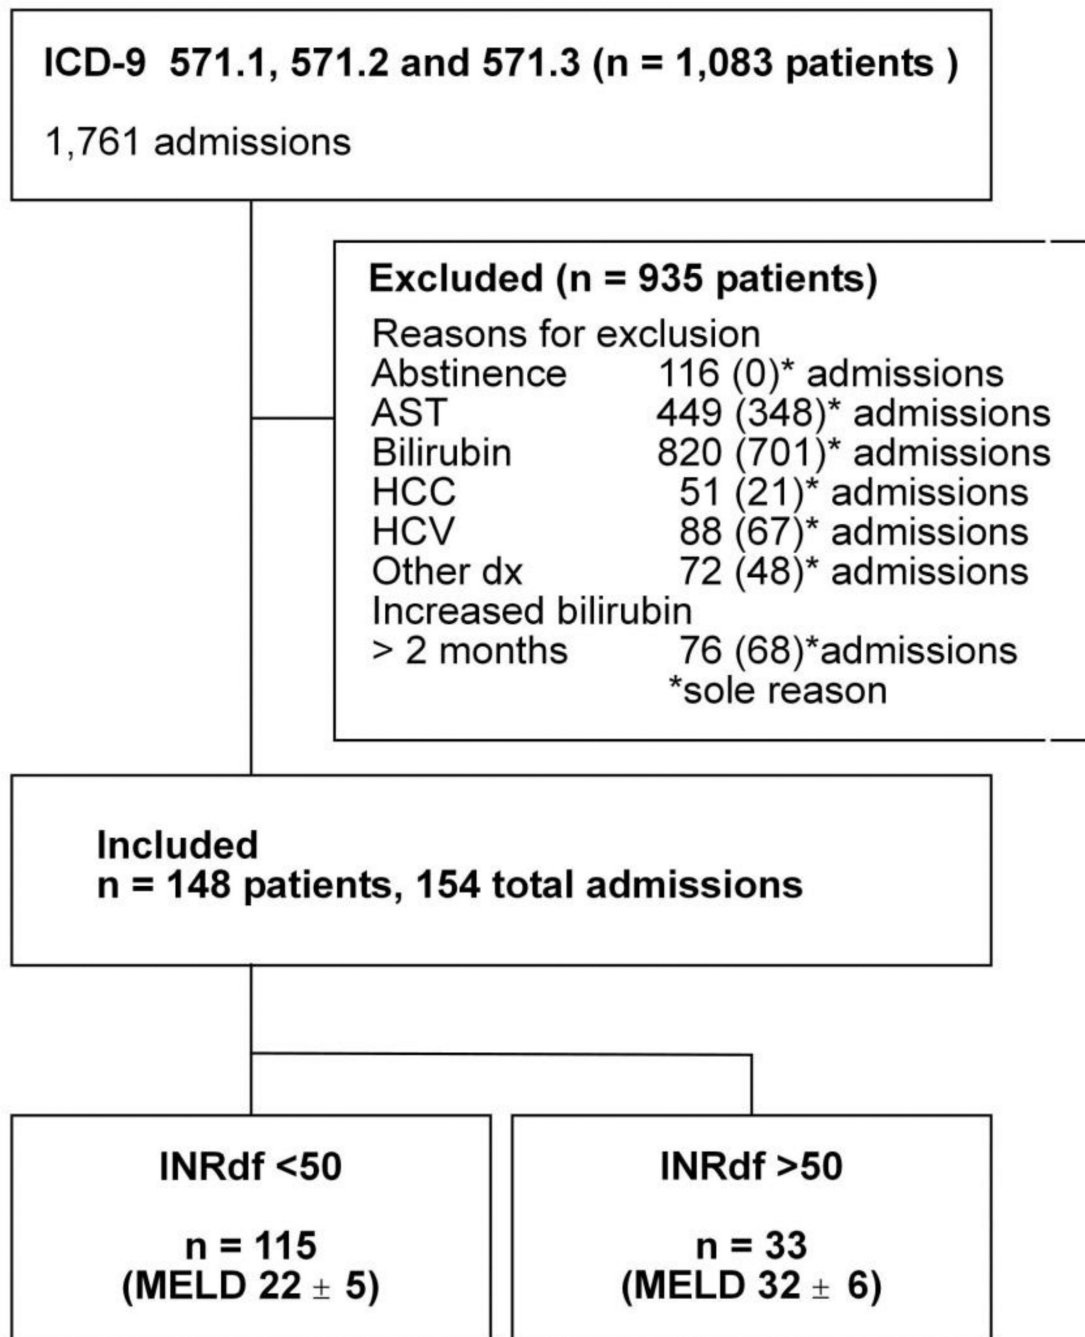 ICD-9 571.1, 571.2 and 571.3 (n = 1,083 patients )
1,761 admissions
Excluded (n = 935 patients)
Reasons for exclusion
Abstinence 116 (0)* admissions
AST 449 (348)* admissions
Bilirubin 820 (701)* admissions
HCC 51 (21)* admissions
HCV 88 (67)* admissions
Other dx 72 (48)* admissions
Increased bilirubin
> 2 months 76 (68)*admissions
*sole reason
Included
n = 148 patients, 154 total admissions
INRdf <50
n = 115
(MELD 22 ± 5)
INRdf >50
n = 33
(MELD 32 ± 6)